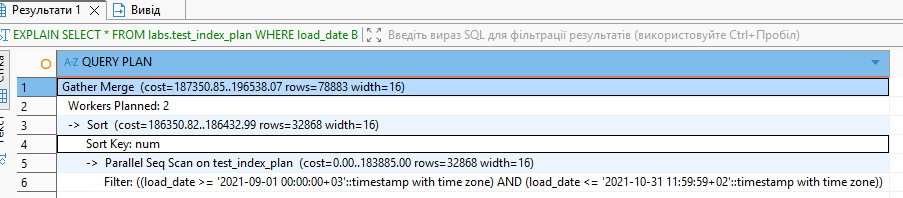 Результати 1
Вивід
EXPLAIN SELECT * FROM labs.test_index_plan WHERE load_date B
Введіть вираз SQL для фільтрації результатів (використовуйте Ctrl+Пробіл)
A-Z QUERY PLAN
1 Gather Merge (cost=187350.85..196538.07 rows=78883 width=16)
2 Workers Planned: 2
3 -> Sort (cost=186350.82..186432.99 rows=32868 width=16)
4 Sort Key: num
5 -> Parallel Seq Scan on test_index_plan (cost=0.00..183885.00 rows=32868 width=16)
6 Filter: ((load_date >= '2021-09-01 00:00:00+03'::timestamp with time zone) AND (load_date <= '2021-10-31 11:59:59+02'::timestamp with time zone))